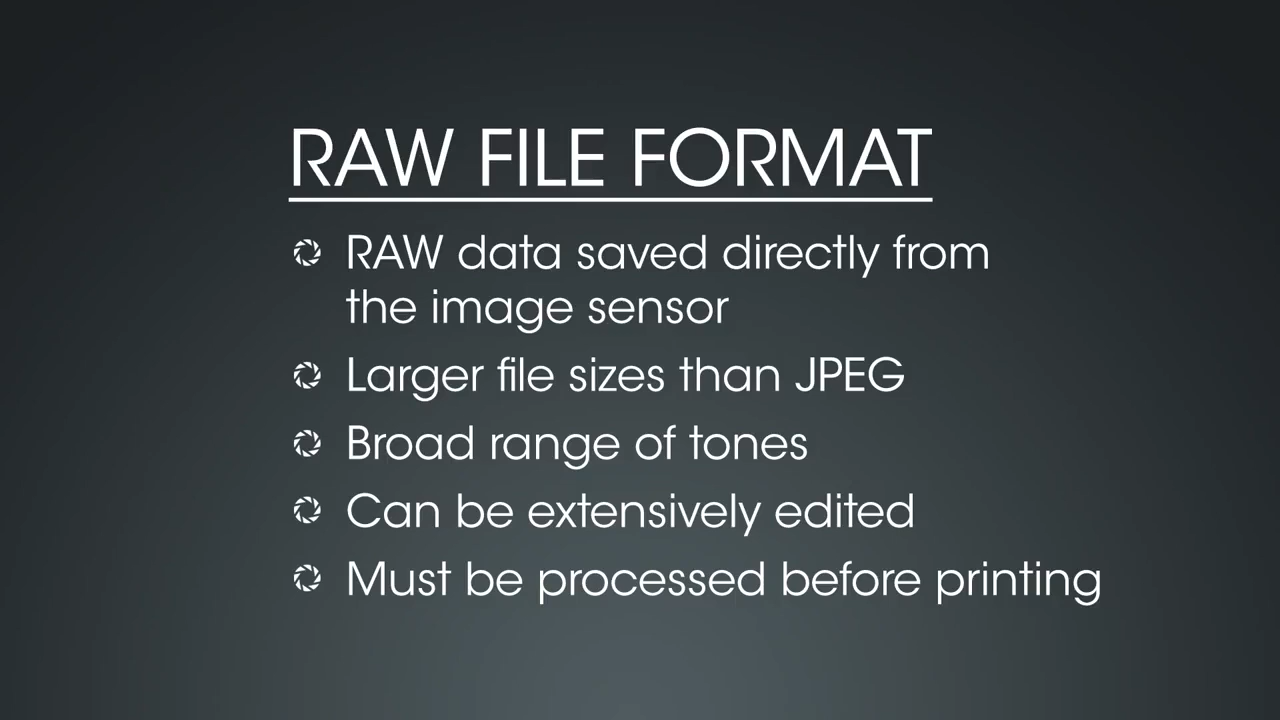 RAW FILE FORMAT
RAW data saved directly from
the image sensor
Larger file sizes than JPEG
Broad range of tones
Can be extensively edited
Must be processed before printing